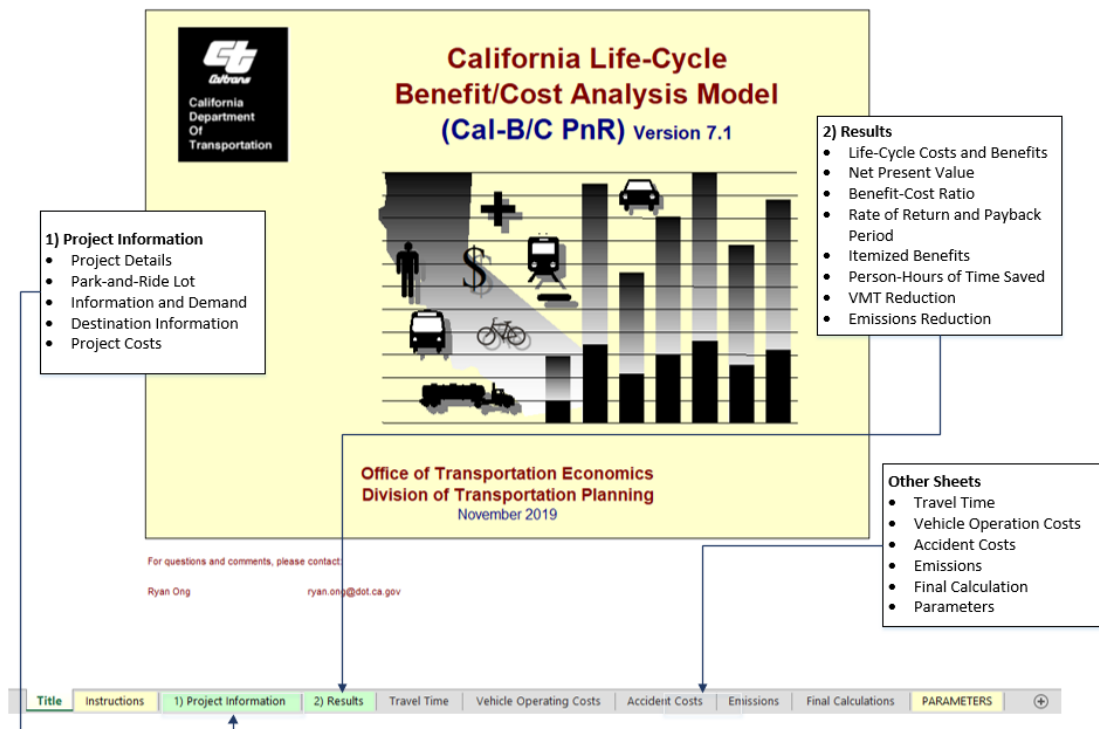 Caltrans
California
Department
Of
Transportation
California Life-Cycle
Benefit/Cost Analysis Model
(Cal-B/C PnR) Version 7.1
1) Project Information
• Project Details
• Park-and-Ride Lot
• Information and Demand
• Destination Information
• Project Costs
2) Results
• Life-Cycle Costs and Benefits
• Net Present Value
• Benefit-Cost Ratio
• Rate of Return and Payback
Period
• Itemized Benefits
• Person-Hours of Time Saved
• VMT Reduction
• Emissions Reduction
$
Office of Transportation Economics
Division of Transportation Planning
November 2019
Other Sheets
• Travel Time
• Vehicle Operation Costs
• Accident Costs
• Emissions
• Final Calculation
• Parameters
For questions and comments, please contact:
Ryan Ong ryan.ong@dot.ca.gov
Title Instructions 1) Project Information 2) Results Travel Time Vehicle Operating Costs Accident Costs Emissions Final Calculations PARAMETERS